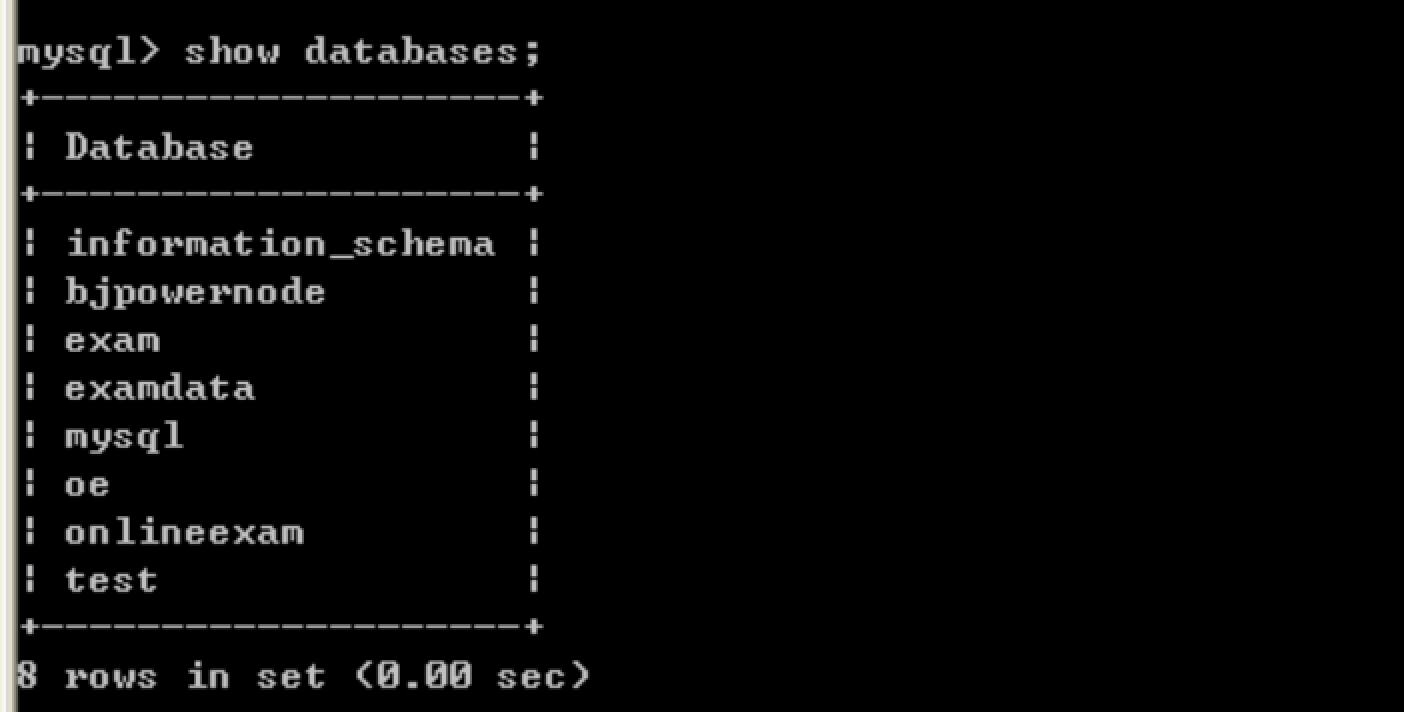 mysql> show databases;
+--------------------+
| Database           |
+--------------------+
| information_schema |
| bjpowernode        |
| exam               |
| examdata           |
| mysql              |
| oe                 |
| onlineexam         |
| test               |
+--------------------+
8 rows in set (0.00 sec)